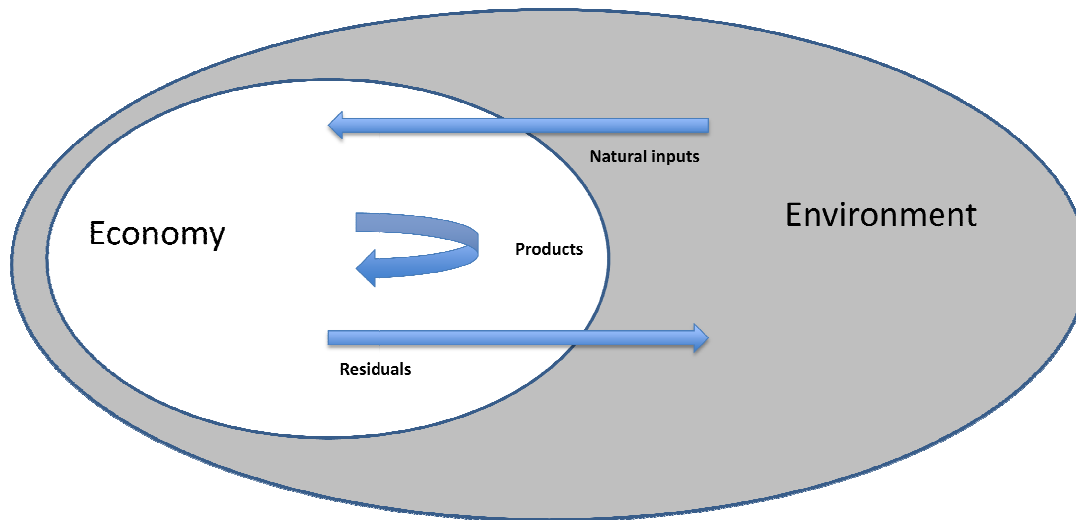 Natural inputs
Environment
Economy
Products
Residuals